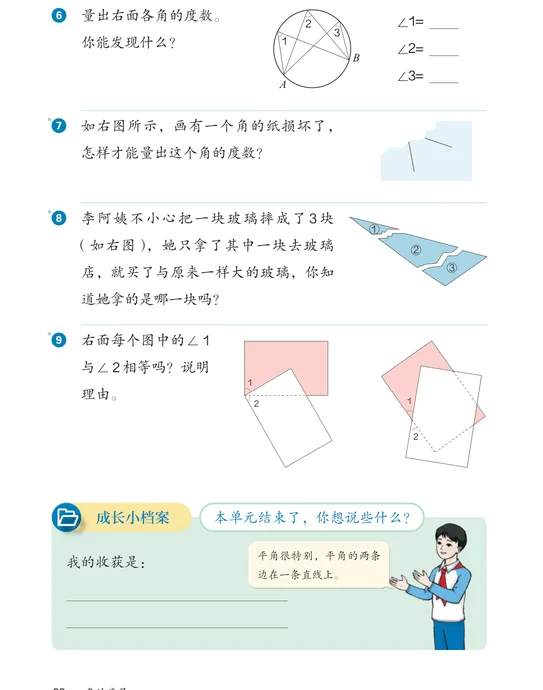 6 量出右面各角的度数。
你能发现什么?
1
2
3
A
B
∠1=
∠2=
∠3=
7 如右图所示，画有一个角的纸损坏了，
怎样才能量出这个角的度数?
8 李阿姨不小心把一块玻璃摔成了3块
(如右图)，她只拿了其中一块去玻璃
店，就买了与原来一样大的玻璃，你知
道她拿的是哪一块吗?
①
②
③
9 右面每个图中的∠1
与∠2相等吗? 说明
理由。
1
2
1
2
成长小档案
本单元结束了，你想说些什么?
我的收获是:
平角很特别，平角的两条
边在一条直线上。